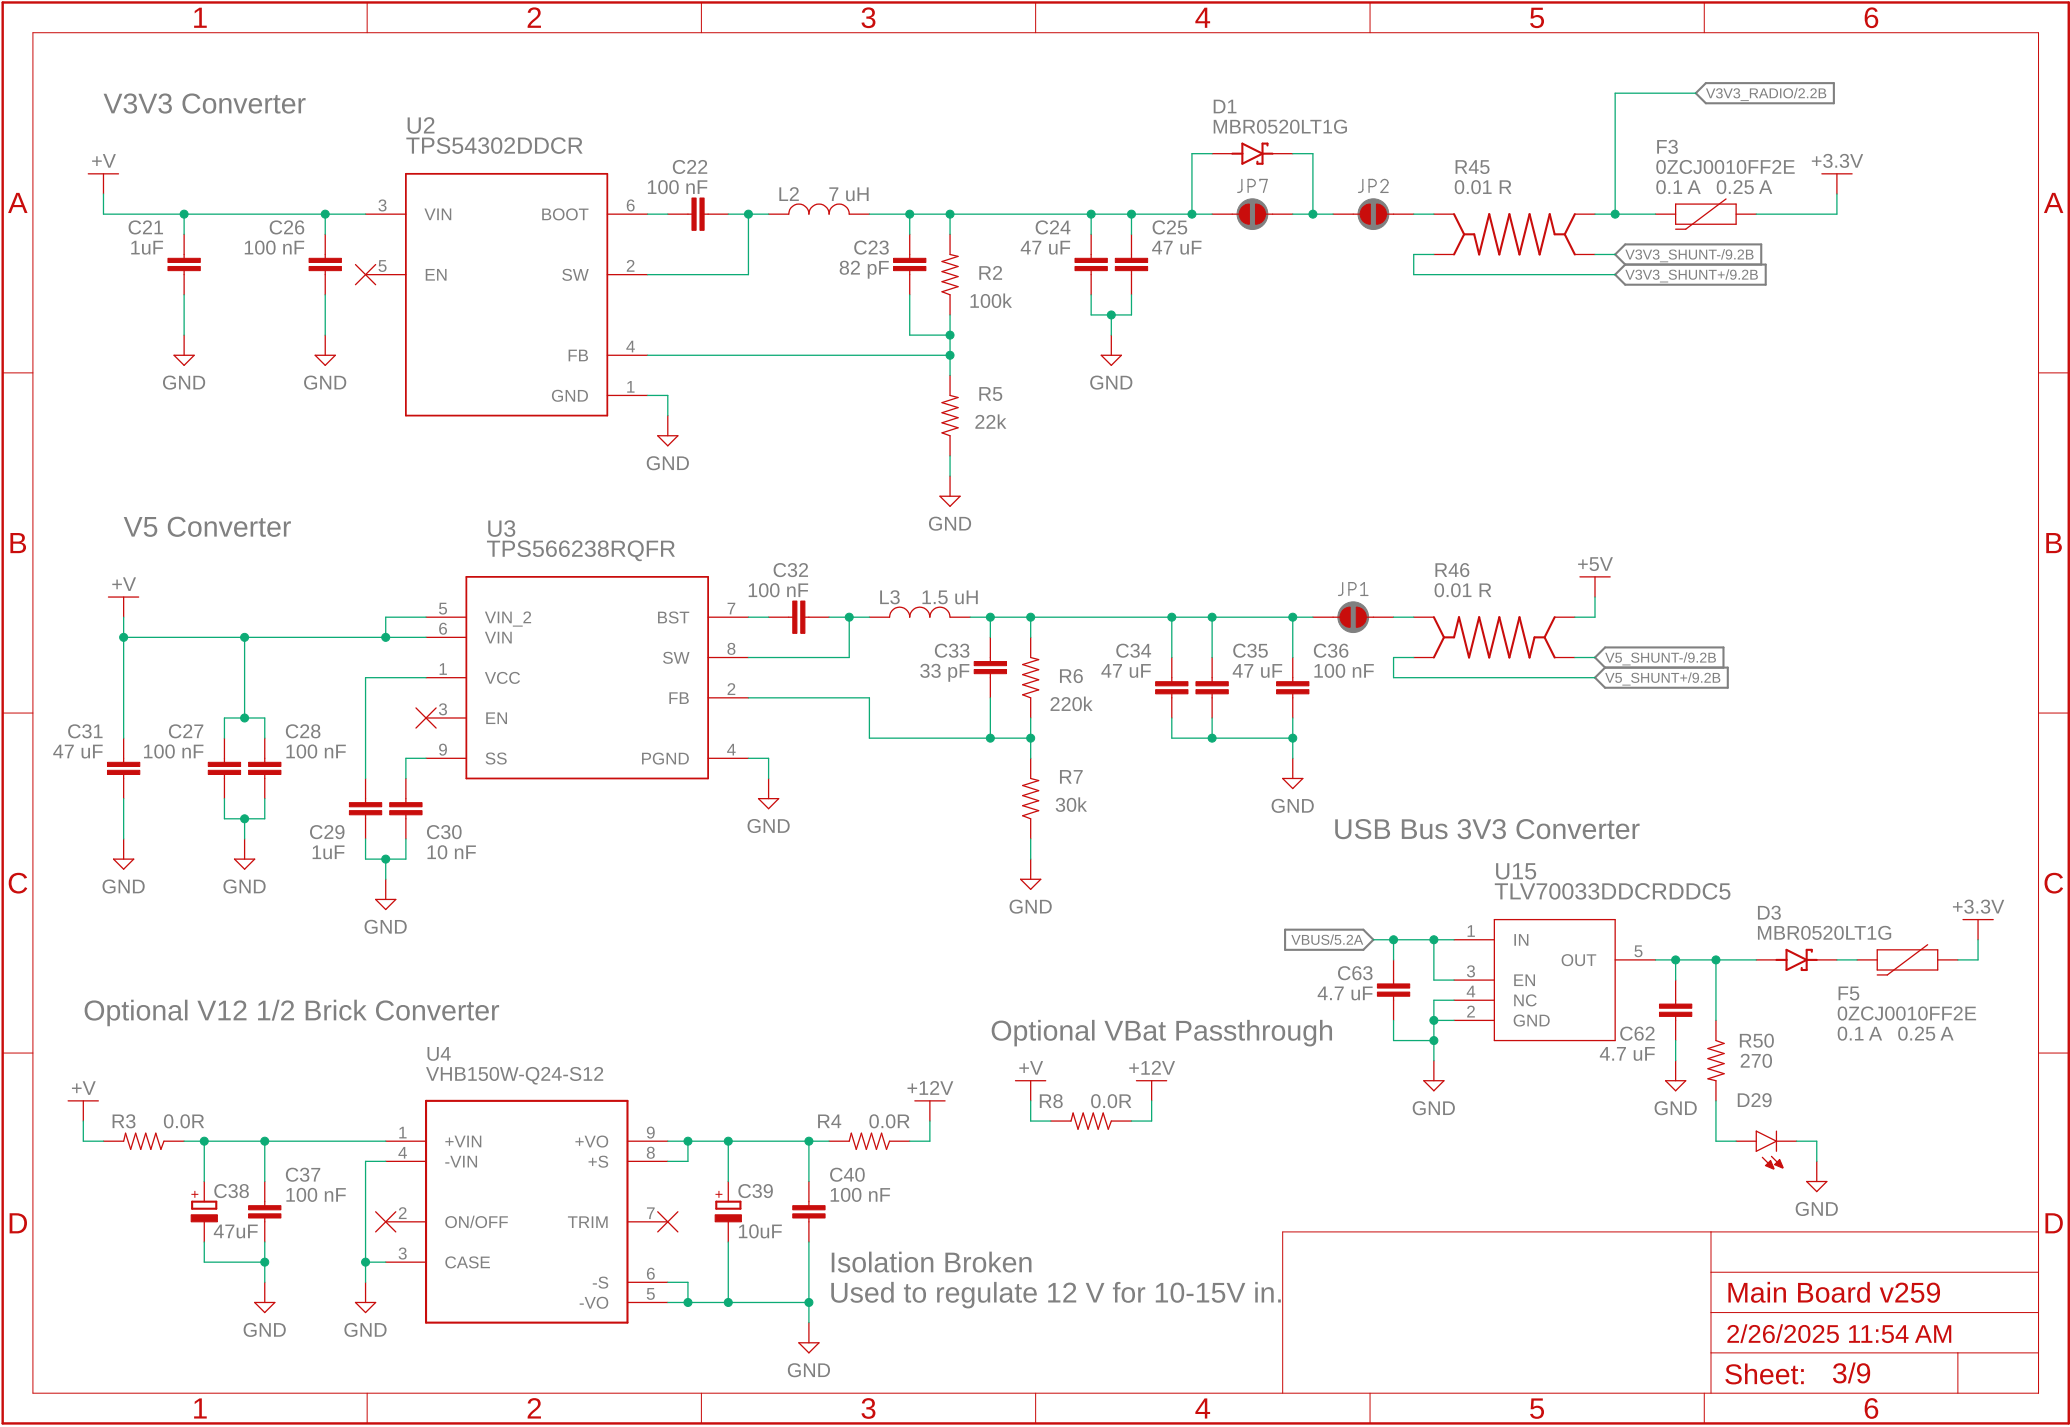 1 2 3 4 5 6
A
B
C
D
A
B
C
D
V3V3 Converter
+V
C21
1uF
GND
C26
100 nF
GND
U2
TPS54302DDCR
3 VIN
5 EN
BOOT 6
SW 2
FB 4
GND 1
GND
C22
100 nF
L2 7 uH
C23
82 pF
R2
100k
R5
22k
GND
C24
47 uF
C25
47 uF
GND
D1
MBR0520LT1G
JP7
JP2
R45
0.01 R
V3V3_RADIO/2.2B
F3
0ZCJ0010FF2E
0.1 A 0.25 A
+3.3V
V3V3_SHUNT-/9.2B
V3V3_SHUNT+/9.2B
V5 Converter
+V
C31
47 uF
GND
C27
100 nF
C28
100 nF
GND
C29
1uF
C30
10 nF
GND
U3
TPS566238RQFR
5 VIN_2
6 VIN
1 VCC
3 EN
9 SS
BST 7
SW 8
FB 2
PGND 4
GND
C32
100 nF
L3 1.5 uH
C33
33 pF
R6
220k
R7
30k
GND
C34
47 uF
C35
47 uF
C36
100 nF
GND
JP1
R46
0.01 R
+5V
V5_SHUNT-/9.2B
V5_SHUNT+/9.2B
USB Bus 3V3 Converter
VBUS/5.2A
C63
4.7 uF
GND
U15
TLV70033DDCRDDC5
1 IN
3 EN
4 NC
2 GND
OUT 5
C62
4.7 uF
GND
R50
270
D29
GND
D3
MBR0520LT1G
F5
0ZCJ0010FF2E
0.1 A 0.25 A
+3.3V
Optional V12 1/2 Brick Converter
+V
R3 0.0R
C38
47uF
+
C37
100 nF
GND
GND
U4
VHB150W-Q24-S12
1 +VIN
4 -VIN
2 ON/OFF
3 CASE
+VO 9
+S 8
TRIM 7
-S 6
-VO 5
+
C39
10uF
C40
100 nF
GND
R4 0.0R
+12V
Optional VBat Passthrough
+V
R8 0.0R
+12V
Isolation Broken
Used to regulate 12 V for 10-15V in.
Main Board v259
2/26/2025 11:54 AM
Sheet: 3/9
1 2 3 4 5 6